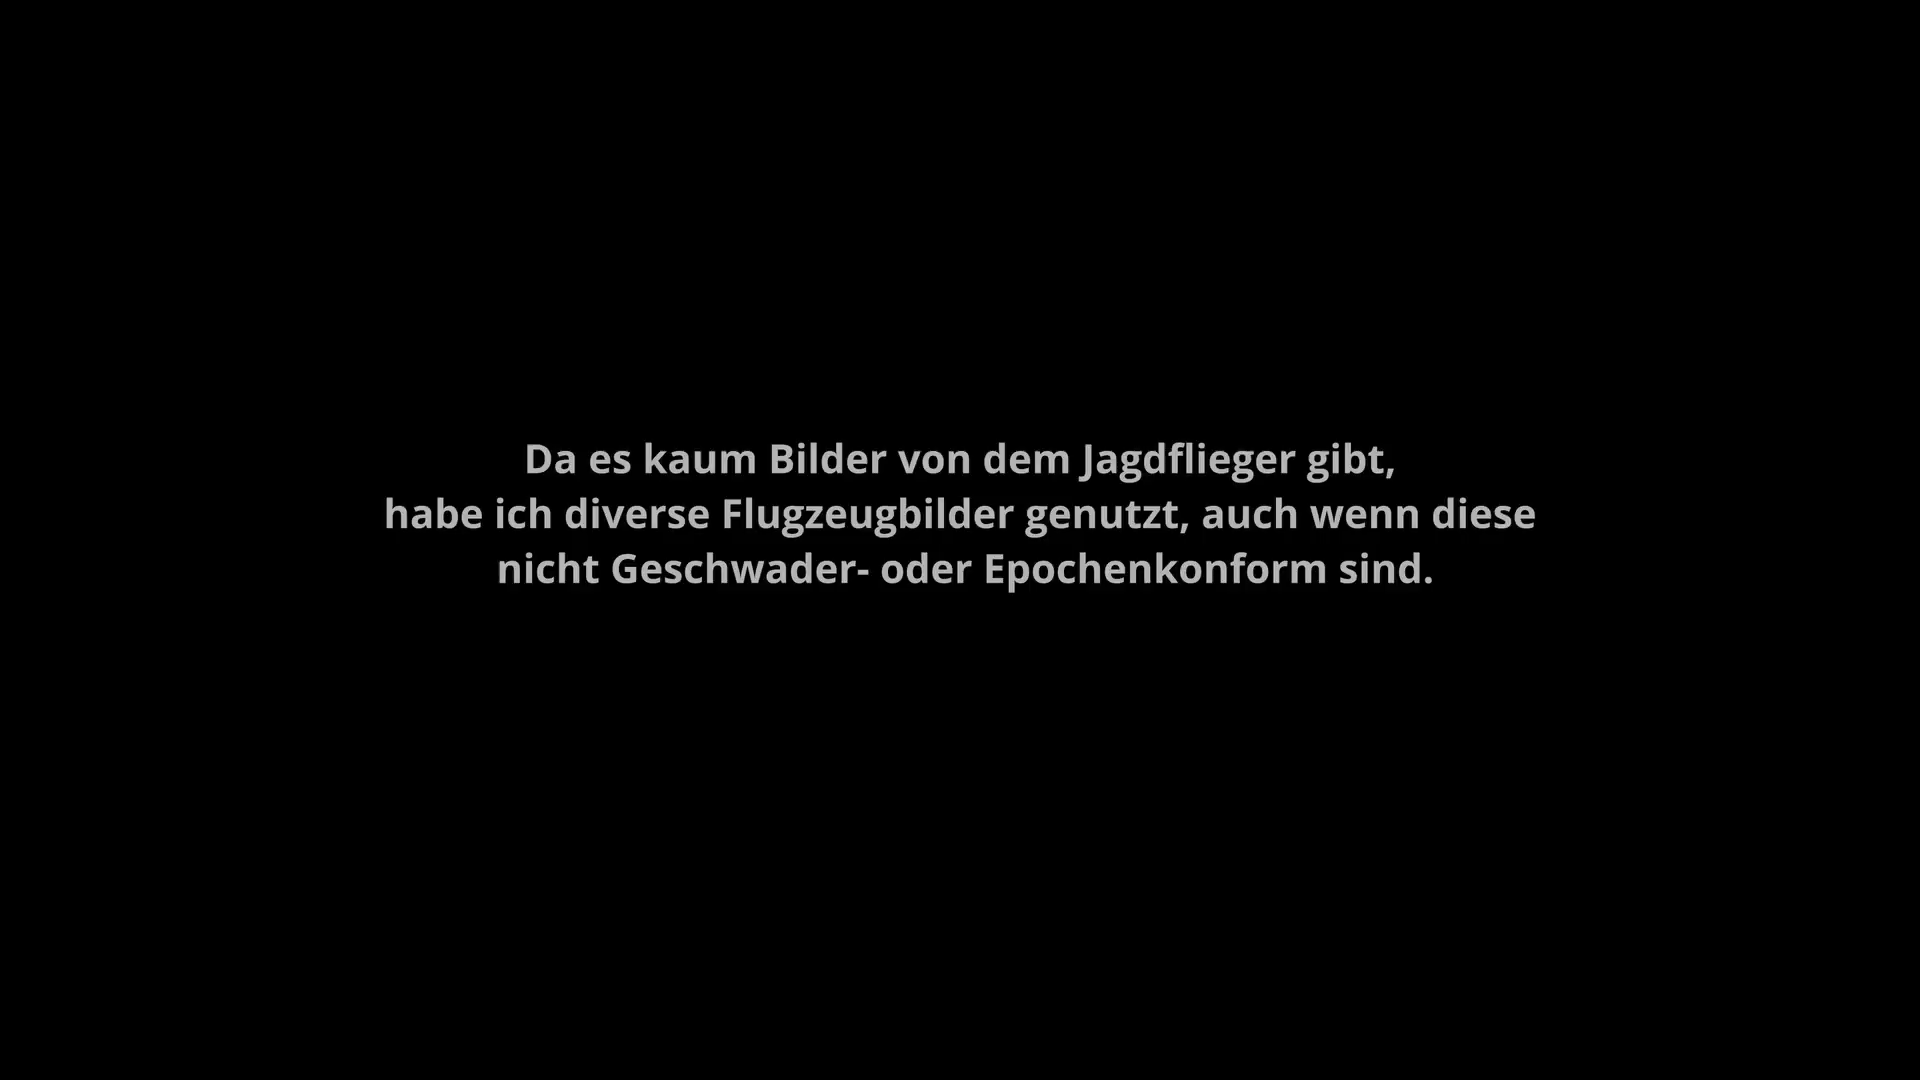 Da es kaum Bilder von dem Jagdflieger gibt,
habe ich diverse Flugzeugbilder genutzt, auch wenn diese
nicht Geschwader- oder Epochenkonform sind.